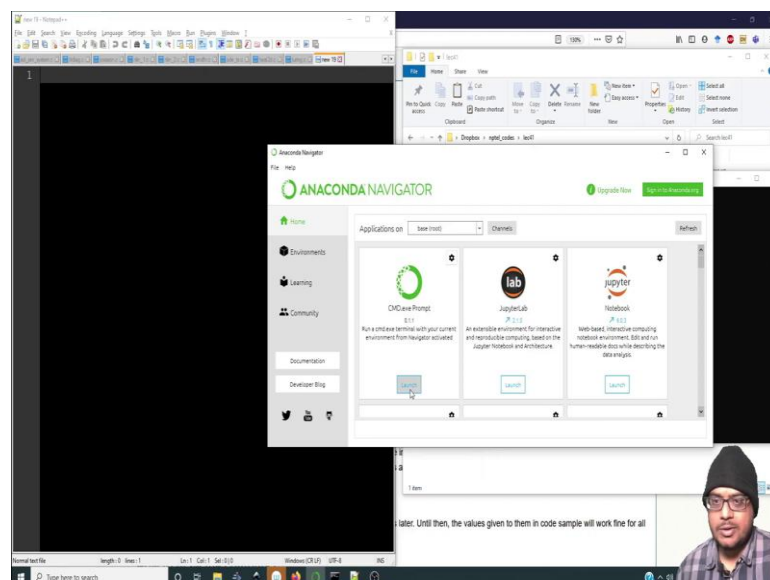 new 19 - Notepad++
File Edit Search View Encoding Language Settings Tools Macro Run Plugins Window ?
new 19
1
Normal text file length : 0 lines : 1 Ln : 1 Col : 1 Sel : 0 | 0 Windows (CR LF) UTF-8 INS
Type here to search
130%
lec41
File Home Share View
Pin to Quick access
Copy
Paste
Cut
Copy path
Paste shortcut
Move to
Copy to
Delete
Rename
New folder
New item
Easy access
Properties
Open
Edit
History
Select all
Select none
Invert selection
Clipboard Organize New Open Select
Dropbox > nptel_codes > lec41
Search lec41
Anaconda Navigator
File Help
ANACONDA NAVIGATOR
Upgrade Now
Sign in to Anaconda.org
Home
Environments
Learning
Community
Documentation
Developer Blog
Applications on base (root) Channels Refresh
CMD.exe Prompt
0.1.1
Run a cmd.exe terminal with your current environment from Navigator activated
Launch
lab
JupyterLab
An extensible environment for interactive and reproducible computing, based on the Jupyter Notebook and Architecture.
Launch
jupyter
Notebook
Web-based, interactive computing notebook environment. Edit and run human-readable docs while describing the data analysis.
Launch
1 item
later. Until then, the values given to them in code sample will work fine for all